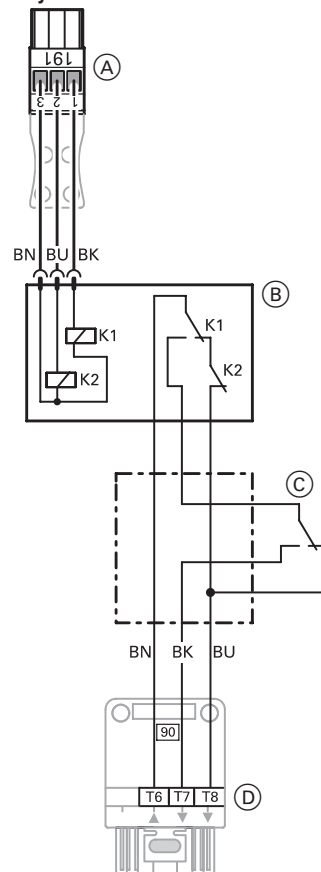 191
A
3 2 1
BN BU BK
B
K1
K1
K2
K2
C
BN BK BU
90
T6 T7 T8
D